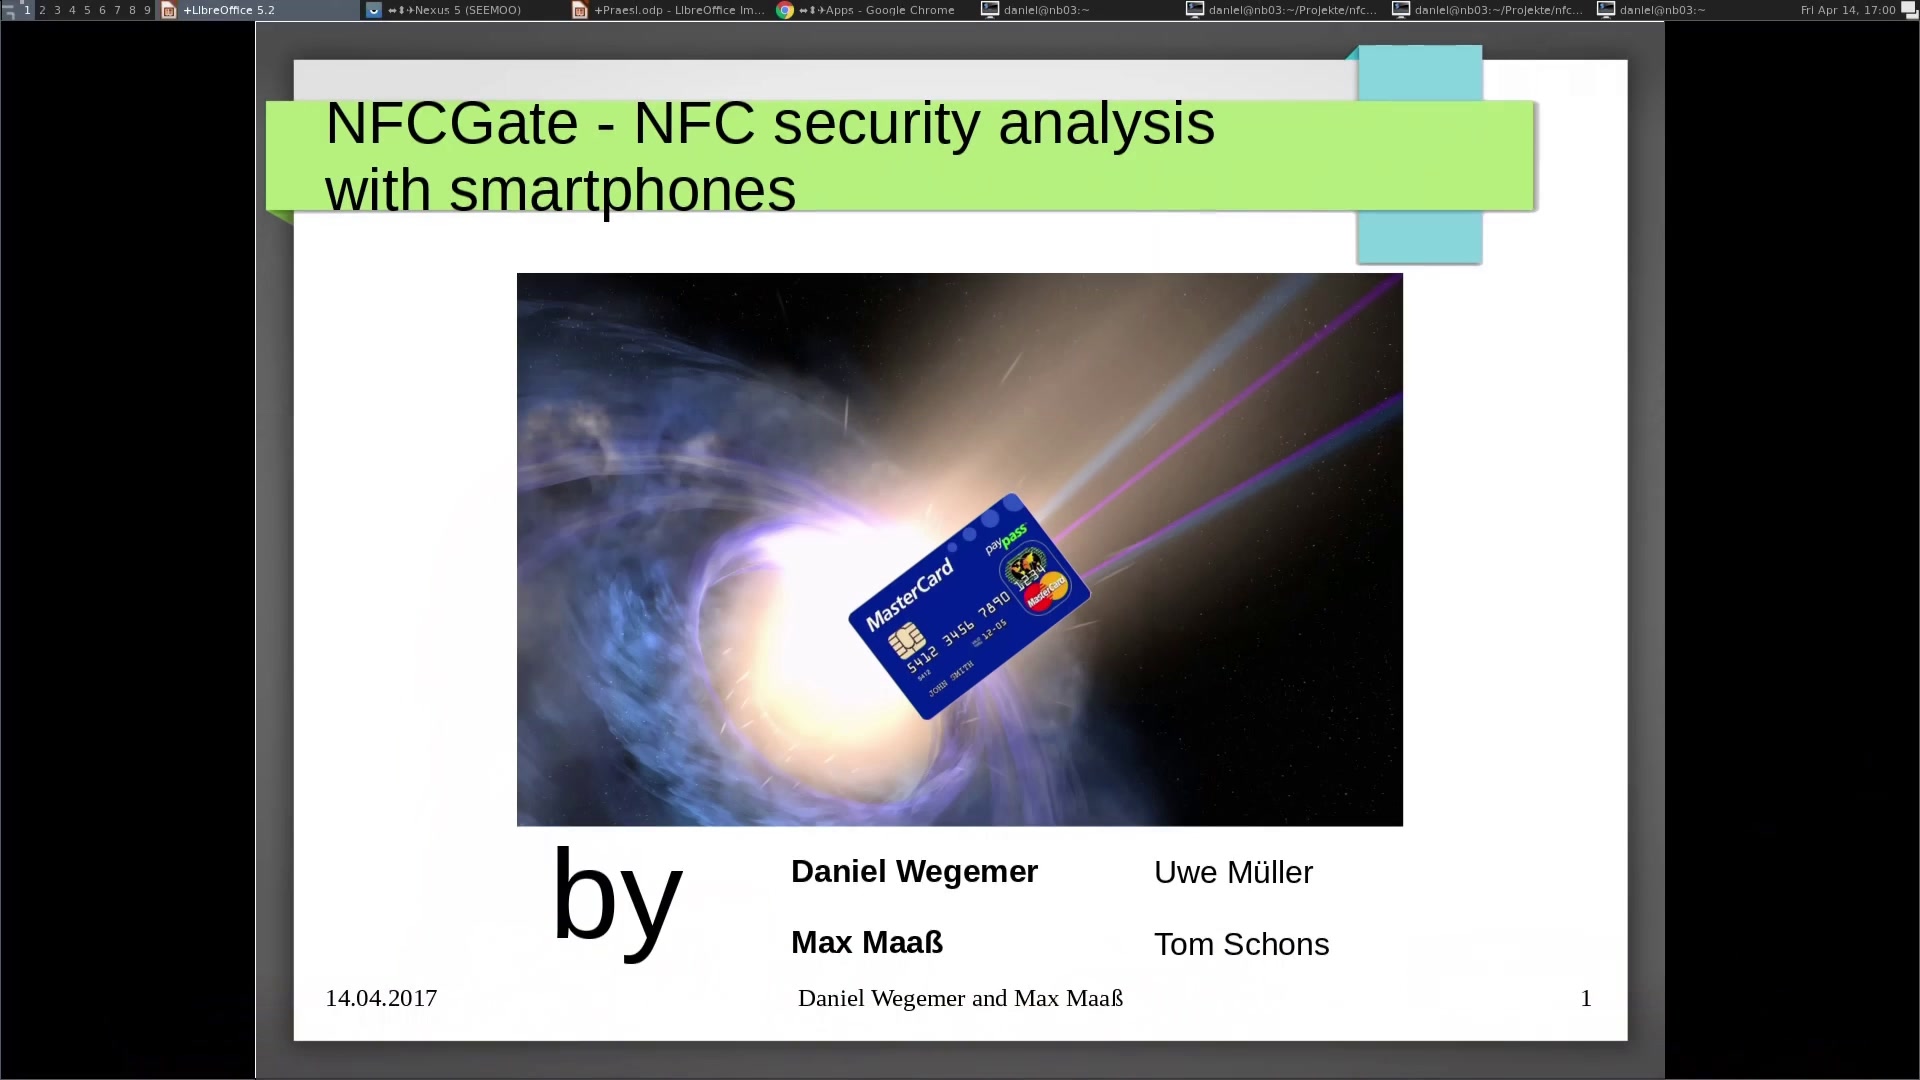 1 2 3 4 5 6 7 8 9 +LibreOffice 5.2 Nexus 5 (SEEMOO) +Praesi.odp - LibreOffice Im... Apps - Google Chrome daniel@nb03:~ daniel@nb03:~/Projekte/nfc... daniel@nb03:~/Projekte/nfc... daniel@nb03:~ Fri Apr 14, 17:00
NFCGate - NFC security analysis
with smartphones
paypass
MasterCard
MasterCard
5412 3456 7890 1234
12-05
5412
JOHN SMITH
by
Daniel Wegemer Uwe Müller
Max Maaß Tom Schons
14.04.2017 Daniel Wegemer and Max Maaß 1